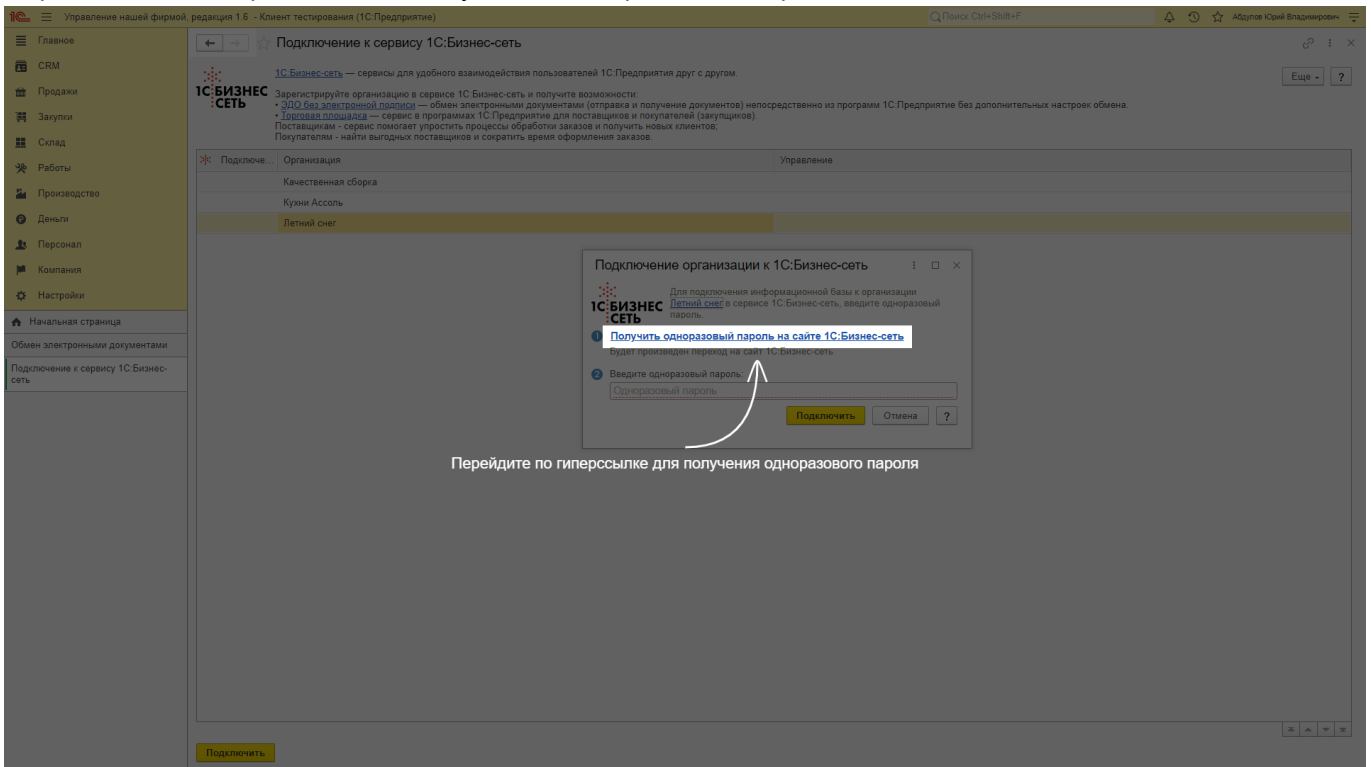 Управление нашей фирмой, редакция 1.6 - Клиент тестирования (1С:Предприятие)
Поиск Ctrl+Shift+F
Абдулов Юрий Владимирович
Главное
CRM
Продажи
Закупки
Склад
Работы
Производство
Деньги
Персонал
Компания
Настройки
Начальная страница
Обмен электронными документами
Подключение к сервису 1С:Бизнес-
сеть
Подключение к сервису 1С:Бизнес-сеть
1С БИЗНЕС
СЕТЬ
1С:Бизнес-сеть — сервисы для удобного взаимодействия пользователей 1С:Предприятия друг с другом.
Еще
?
Зарегистрируйте организацию в сервисе 1С:Бизнес-сеть и получите возможности:
• ЭДО без электронной подписи — обмен электронными документами (отправка и получение документов) непосредственно из программ 1С:Предприятие без дополнительных настроек обмена.
• Торговая площадка — сервис в программах 1С:Предприятие для поставщиков и покупателей (закупщиков).
Поставщикам - сервис помогает упростить процессы обработки заказов и получить новых клиентов;
Покупателям - найти выгодных поставщиков и сократить время оформления заказов.
Подключе... Организация Управление
Качественная сборка
Кухни Ассоль
Летний снег
Подключение организации к 1С:Бизнес-сеть
1С БИЗНЕС
СЕТЬ
Для подключения информационной базы к организации
Летний снег в сервисе 1С:Бизнес-сеть, введите одноразовый
пароль.
1 Получить одноразовый пароль на сайте 1С:Бизнес-сеть
Будет произведен переход на сайт 1С:Бизнес-сеть
2 Введите одноразовый пароль:
Одноразовый пароль
Подключить Отмена ?
Перейдите по гиперссылке для получения одноразового пароля
Подключить